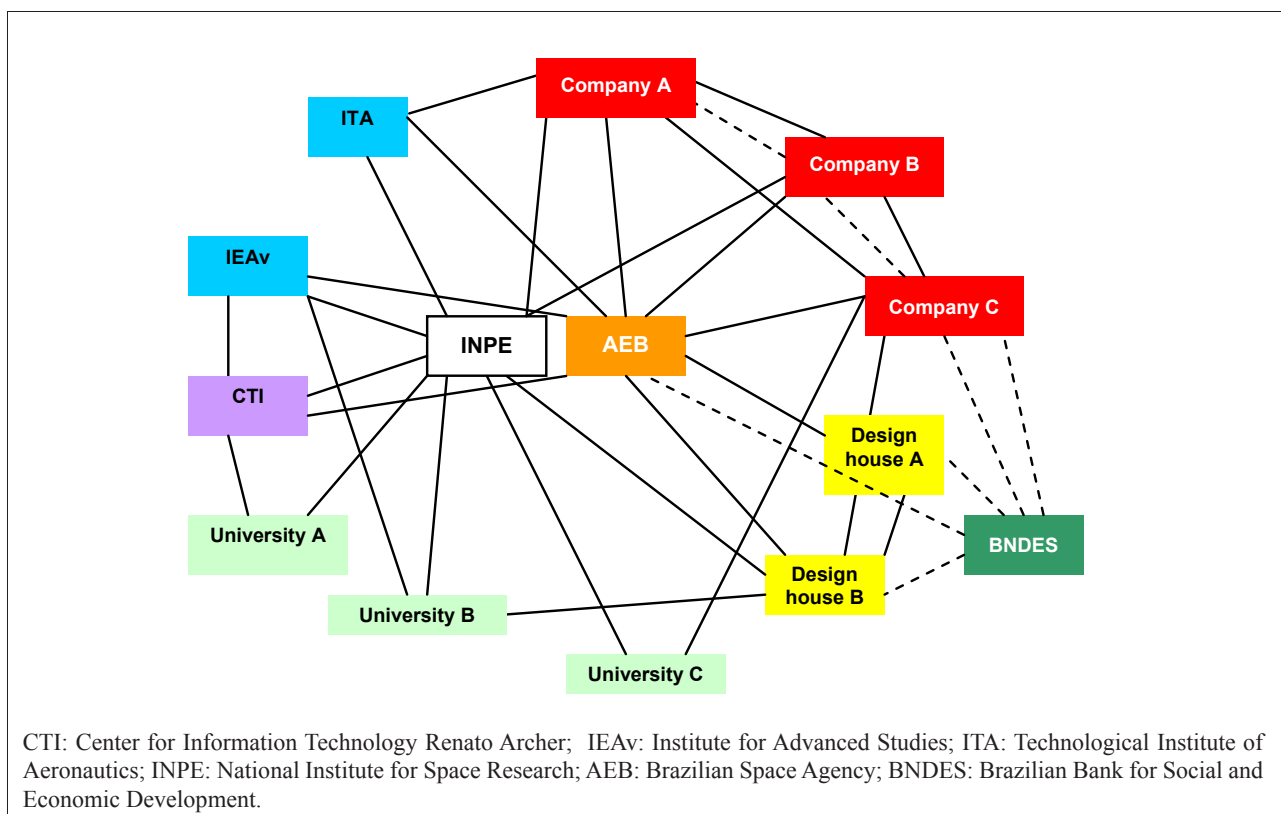 Company A
ITA
Company B
IEAv
Company C
INPE
AEB
CTI
Design
house A
University A
BNDES
Design
house B
University B
University C
CTI: Center for Information Technology Renato Archer; IEAv: Institute for Advanced Studies; ITA: Technological Institute of
Aeronautics; INPE: National Institute for Space Research; AEB: Brazilian Space Agency; BNDES: Brazilian Bank for Social and
Economic Development.